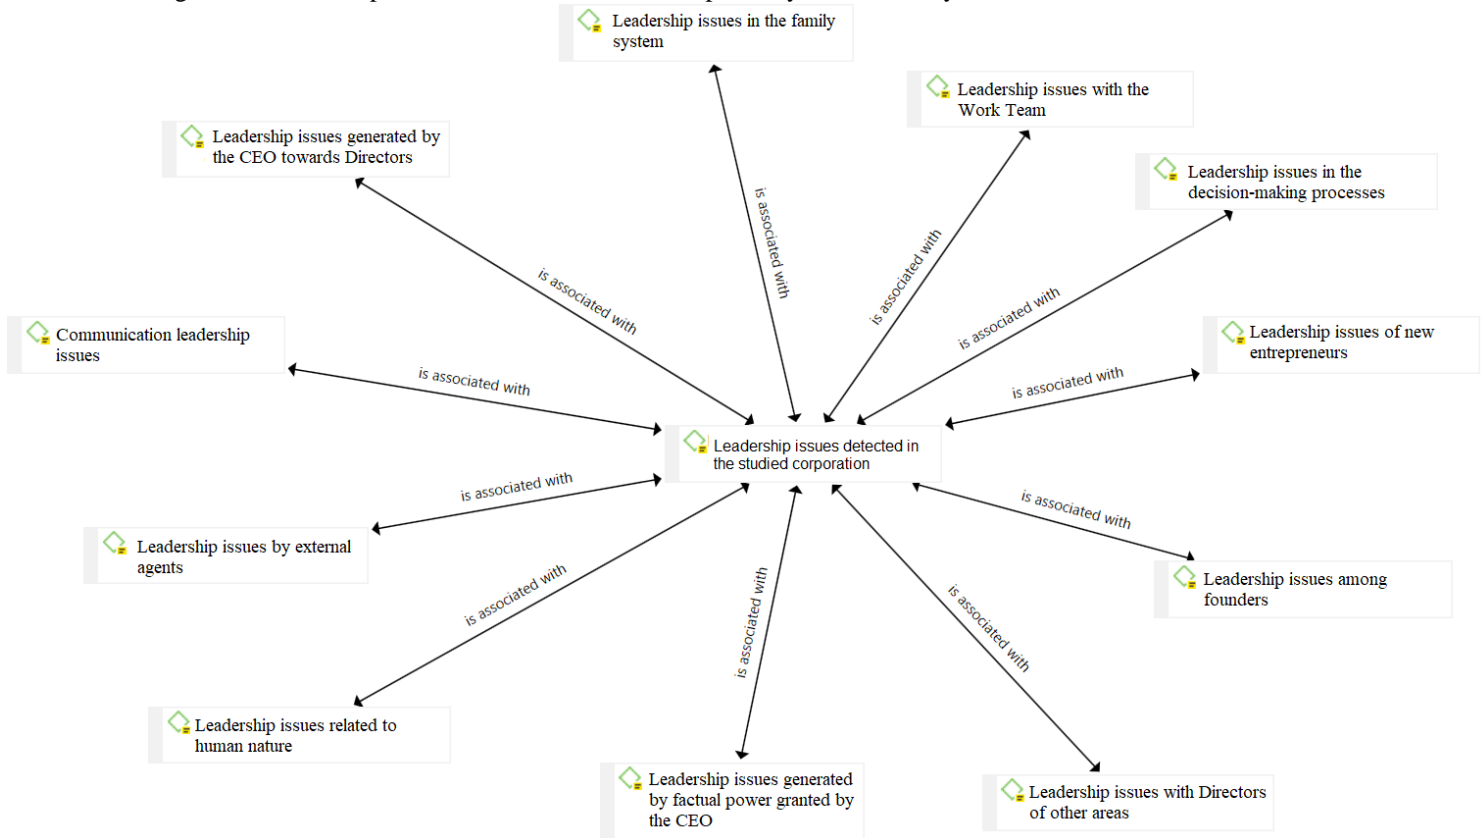 Leadership issues in the family
system
Leadership issues with the
Work Team
Leadership issues generated by
the CEO towards Directors
Leadership issues in the
decision-making processes
is associated with
is associated with
is associated with
is associated with
Communication leadership
issues
Leadership issues of new
entrepreneurs
is associated with
is associated with
Leadership issues detected in
the studied corporation
is associated with
is associated with
Leadership issues by external
agents
Leadership issues among
founders
is associated with
is associated with
is associated with
Leadership issues related to
human nature
Leadership issues generated
by factual power granted by
the CEO
Leadership issues with Directors
of other areas